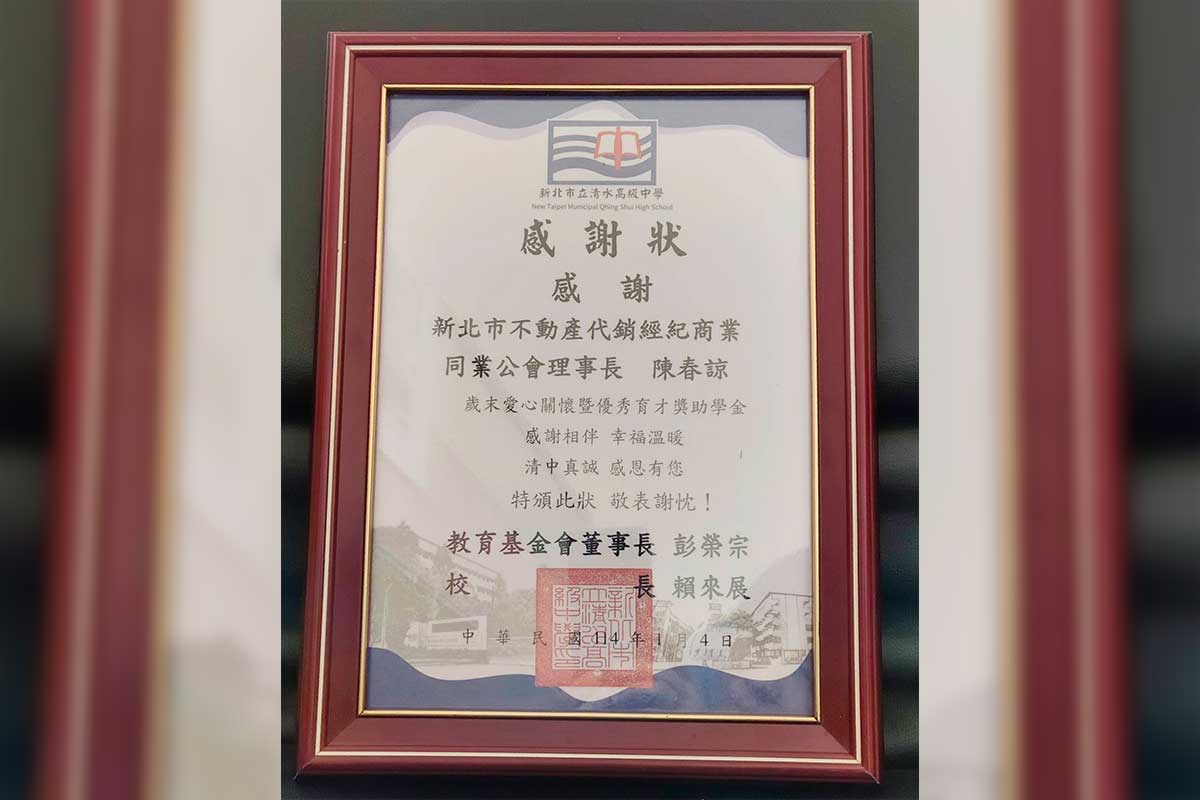 新北市立清水高級中學
New Taipei Municipal QHing Shui High School
感謝狀
感謝
新北市不動產代銷經紀商業
同業公會理事長 陳春諒
歲末愛心關懷暨優秀育才獎助學金
感謝相伴 幸福溫暖
清中真誠 感恩有您
特頒此狀 敬表謝忱！
教育基金會董事長 彭榮宗
校長 賴來展
中華民國114年1月4日